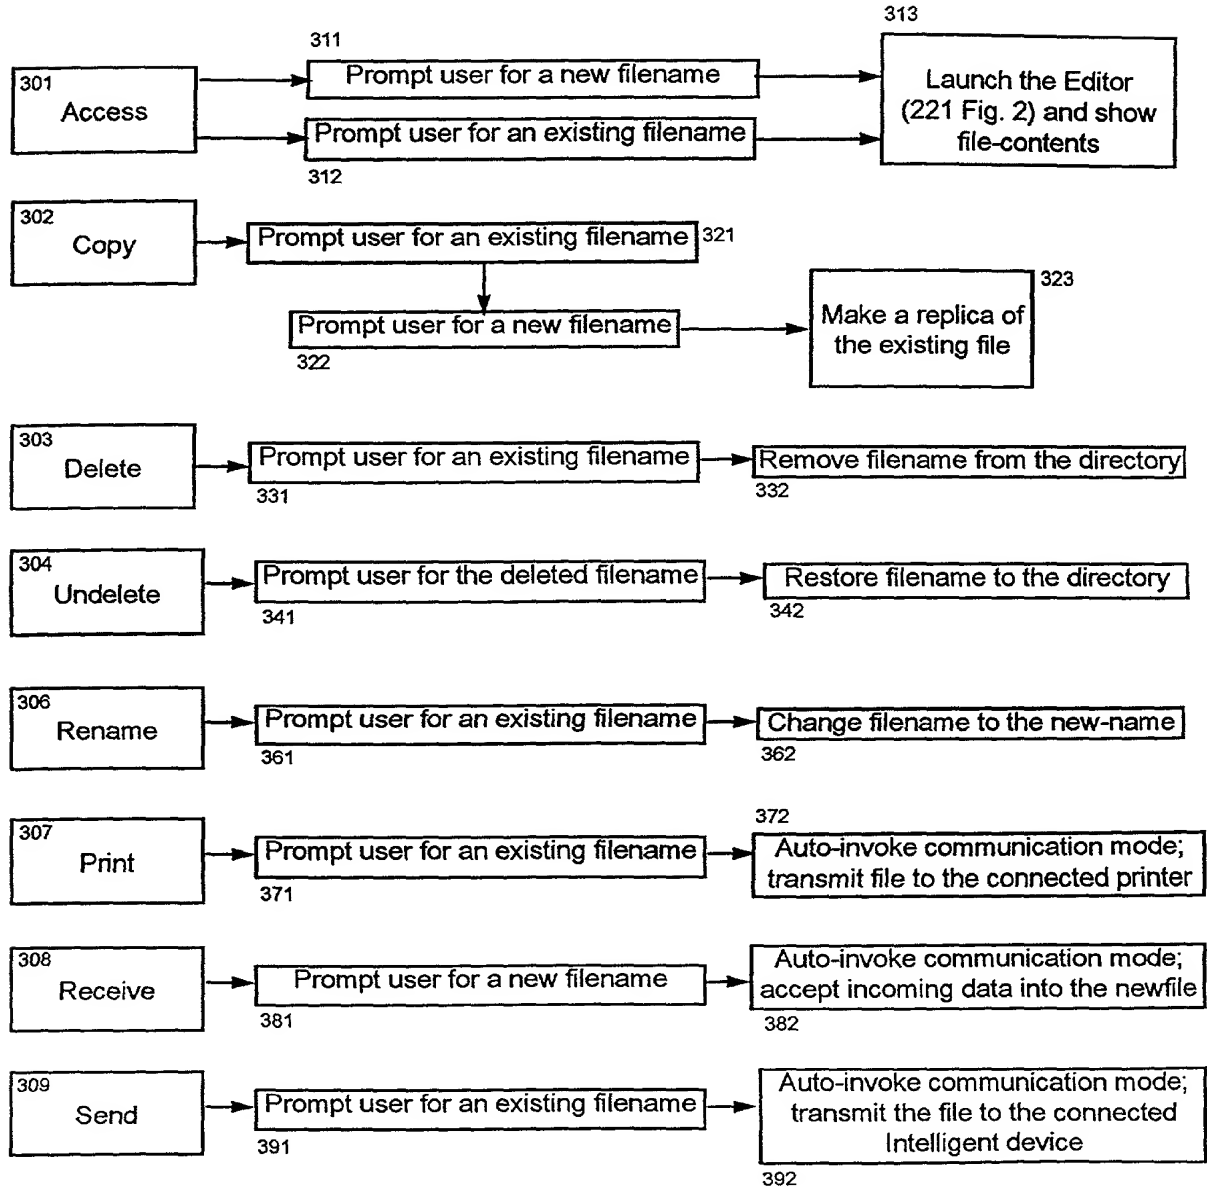 313
311
301
Access
Prompt user for a new filename
Launch the Editor
(221 Fig. 2) and show
file-contents
Prompt user for an existing filename
312
302
Copy
Prompt user for an existing filename
321
Prompt user for a new filename
322
323
Make a replica of
the existing file
303
Delete
Prompt user for an existing filename
331
Remove filename from the directory
332
304
Undelete
Prompt user for the deleted filename
341
Restore filename to the directory
342
306
Rename
Prompt user for an existing filename
361
Change filename to the new-name
362
307
Print
Prompt user for an existing filename
371
372
Auto-invoke communication mode;
transmit file to the connected printer
308
Receive
Prompt user for a new filename
381
Auto-invoke communication mode;
accept incoming data into the newfile
382
309
Send
Prompt user for an existing filename
391
Auto-invoke communication mode;
transmit the file to the connected
Intelligent device
392